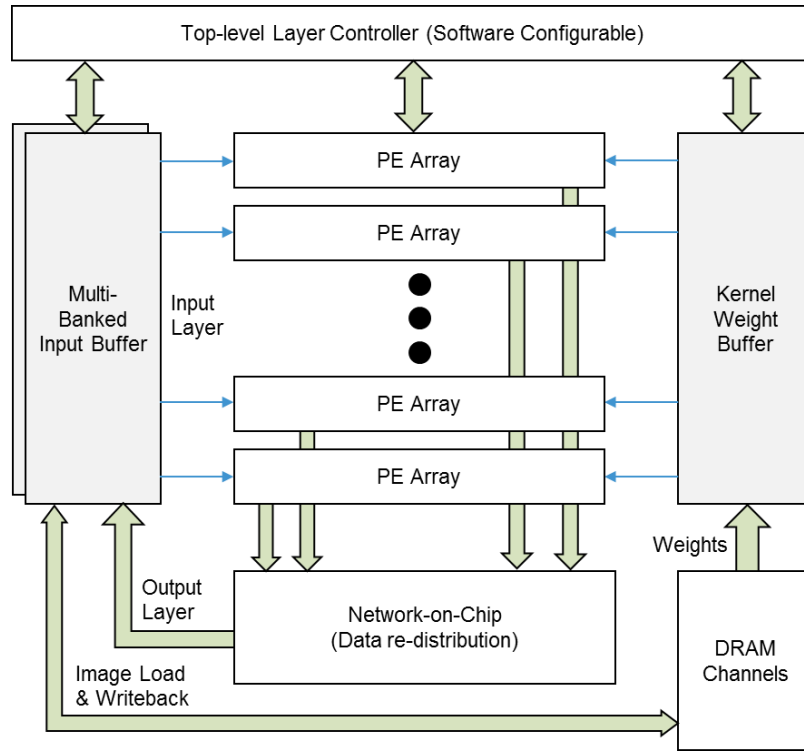 Top-level Layer Controller (Software Configurable)
PE Array
PE Array
Multi-
Banked
Input Buffer
Input
Layer
Kernel
Weight
Buffer
PE Array
PE Array
Weights
Output
Layer
Network-on-Chip
(Data re-distribution)
DRAM
Channels
Image Load
& Writeback